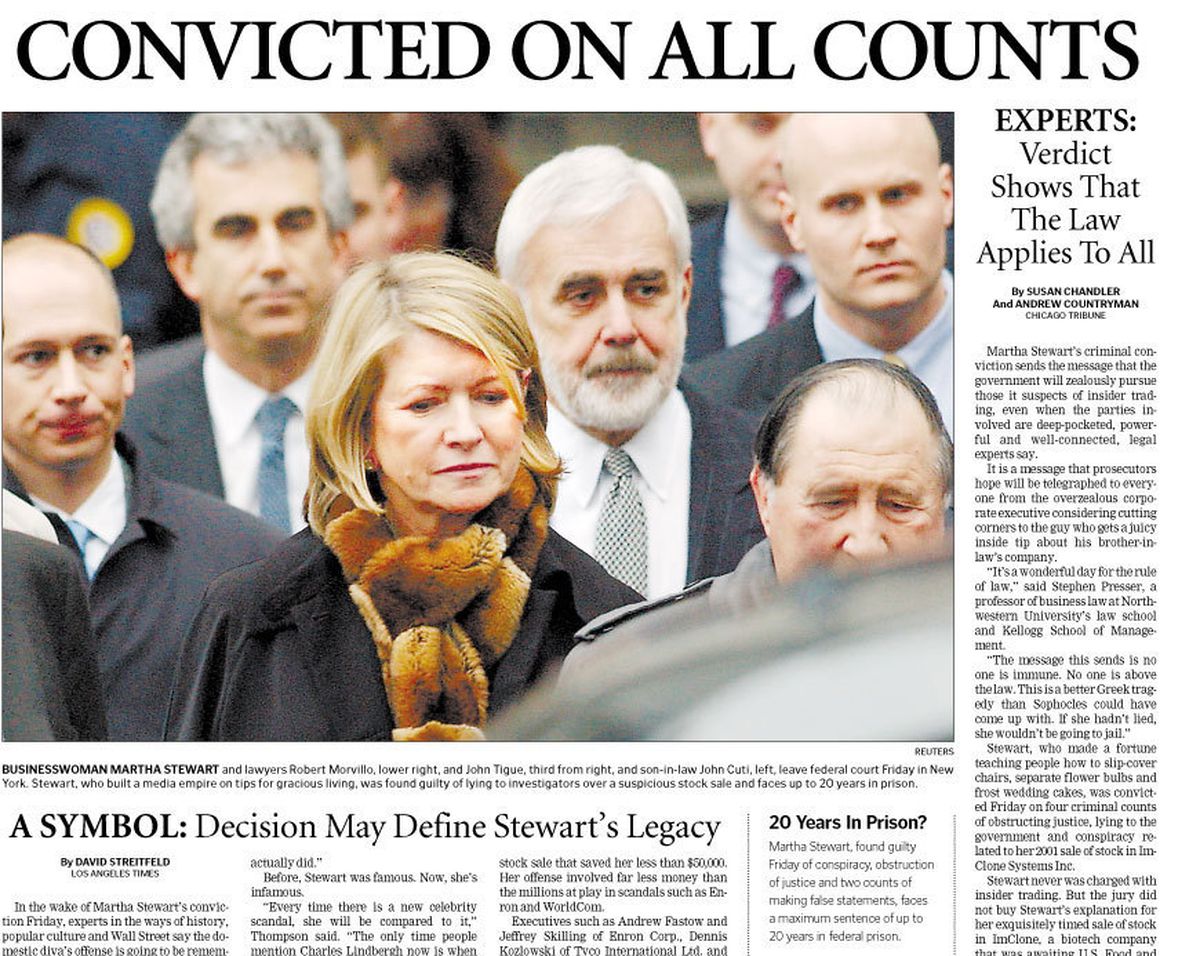 CONVICTED ON ALL COUNTS
REUTERS
BUSINESSWOMAN MARTHA STEWART and lawyers Robert Morvillo, lower right, and John Tigue, third from right, and son-in-law John Cuti, left, leave federal court Friday in New
York. Stewart, who built a media empire on tips for gracious living, was found guilty of lying to investigators over a suspicious stock sale and faces up to 20 years in prison.
A SYMBOL: Decision May Define Stewart's Legacy
By DAVID STREITFELD
LOS ANGELES TIMES
In the wake of Martha Stewart's convic-
tion Friday, experts in the ways of history,
popular culture and Wall Street say the do-
mestic diva's offense is going to be remem-
actually did."
Before, Stewart was famous. Now, she's
infamous.
"Every time there is a new celebrity
scandal, she will be compared to it,"
Thompson said. "The only time people
mention Charles Lindbergh now is when
stock sale that saved her less than $50,000.
Her offense involved far less money than
the millions at play in scandals such as En-
ron and WorldCom.
Executives such as Andrew Fastow and
Jeffrey Skilling of Enron Corp., Dennis
Kozlowski of Tyco International Ltd. and
20 Years In Prison?
Martha Stewart, found guilty
Friday of conspiracy, obstruction
of justice and two counts of
making false statements, faces
a maximum sentence of up to
20 years in federal prison.
EXPERTS:
Verdict
Shows That
The Law
Applies To All
By SUSAN CHANDLER
And ANDREW COUNTRYMAN
CHICAGO TRIBUNE
Martha Stewart's criminal con-
viction sends the message that the
government will zealously pursue
those it suspects of insider trad-
ing, even when the parties in-
volved are deep-pocketed, power-
ful and well-connected, legal
experts say.
It is a message that prosecutors
hope will be telegraphed to every-
one from the overzealous corpo-
rate executive considering cutting
corners to the guy who gets a juicy
inside tip about his brother-in-
law's company.
"It's a wonderful day for the rule
of law," said Stephen Presser, a
professor of business law at North-
western University's law school
and Kellogg School of Manage-
ment.
"The message this sends is no
one is immune. No one is above
the law. This is a better Greek trag-
edy than Sophocles could have
come up with. If she hadn't lied,
she wouldn't be going to jail."
Stewart, who made a fortune
teaching people how to slip-cover
chairs, separate flower bulbs and
frost wedding cakes, was convict-
ed Friday on four criminal counts
of obstructing justice, lying to the
government and conspiracy re-
lated to her 2001 sale of stock in Im-
Clone Systems Inc.
Stewart never was charged with
insider trading. But the jury did
not buy Stewart's explanation for
her exquisitely timed sale of stock
in ImClone, a biotech company
that was awaiting U.S. Food and